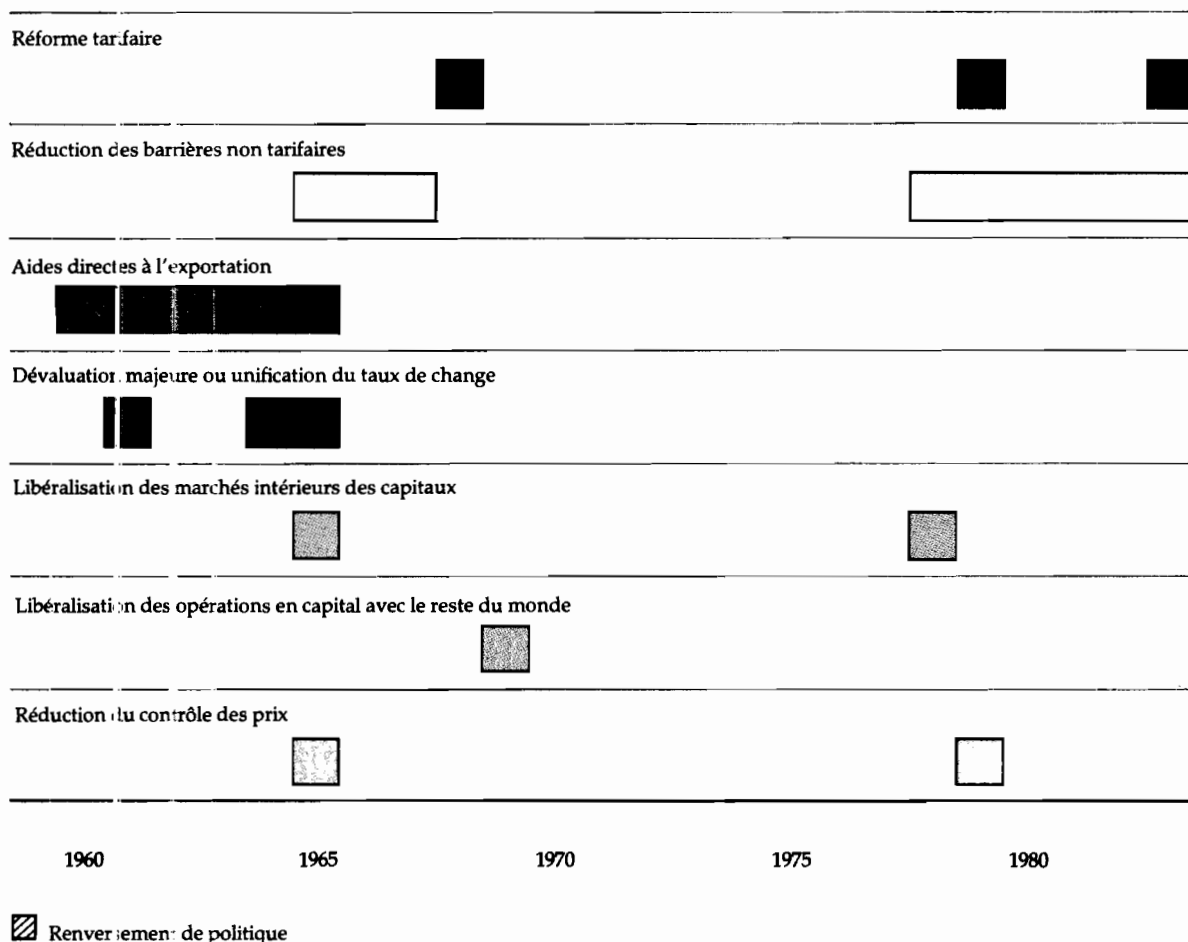 Réforme tarifaire
Réduction des barrières non tarifaires
Aides directes à l'exportation
Dévaluation majeure ou unification du taux de change
Libéralisation des marchés intérieurs des capitaux
Libéralisation des opérations en capital avec le reste du monde
Réduction du contrôle des prix
1960 1965 1970 1975 1980
Renversement de politique